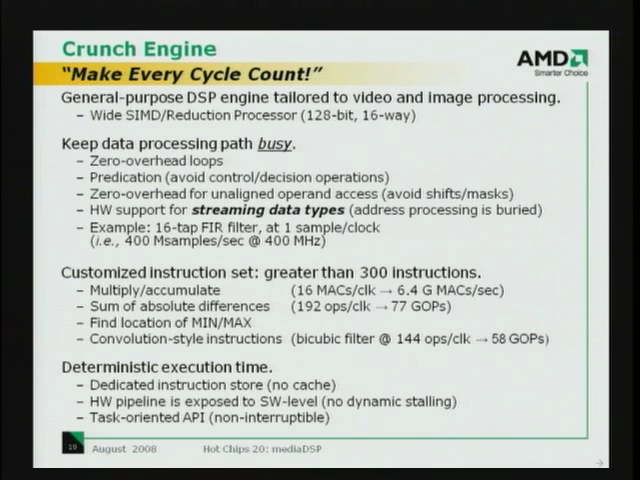 Crunch Engine
AMD
Smarter Choice
“Make Every Cycle Count!”
General-purpose DSP engine tailored to video and image processing.
– Wide SIMD/Reduction Processor (128-bit, 16-way)
Keep data processing path busy.
– Zero-overhead loops
– Predication (avoid control/decision operations)
– Zero-overhead for unaligned operand access (avoid shifts/masks)
– HW support for streaming data types (address processing is buried)
– Example: 16-tap FIR filter, at 1 sample/clock
(i.e., 400 Msamples/sec @ 400 MHz)
Customized instruction set: greater than 300 instructions.
– Multiply/accumulate (16 MACs/clk → 6.4 G MACs/sec)
– Sum of absolute differences (192 ops/clk → 77 GOPs)
– Find location of MIN/MAX
– Convolution-style instructions (bicubic filter @ 144 ops/clk → 58 GOPs)
Deterministic execution time.
– Dedicated instruction store (no cache)
– HW pipeline is exposed to SW-level (no dynamic stalling)
– Task-oriented API (non-interruptible)
19 August 2008 Hot Chips 20: mediaDSP